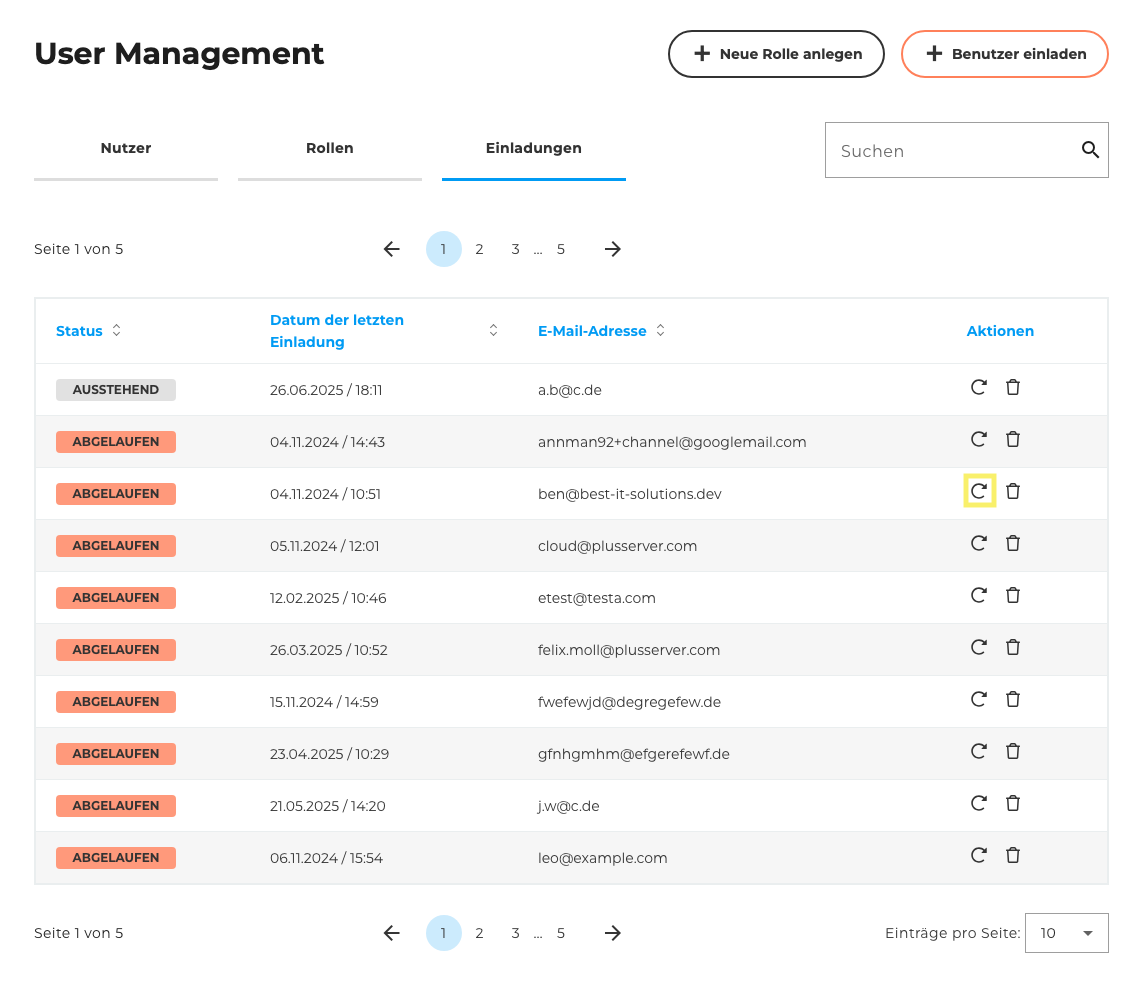 User Management
Neue Rolle anlegen
Benutzer einladen
Nutzer
Rollen
Einladungen
Suchen
Seite 1 von 5
1 2 3 ... 5
Status
Datum der letzten
Einladung
E-Mail-Adresse
Aktionen
AUSSTEHEND 26.06.2025 / 18:11 a.b@c.de
ABGELAUFEN 04.11.2024 / 14:43 annman92+channel@googlemail.com
ABGELAUFEN 04.11.2024 / 10:51 ben@best-it-solutions.dev
ABGELAUFEN 05.11.2024 / 12:01 cloud@plusserver.com
ABGELAUFEN 12.02.2025 / 10:46 etest@testa.com
ABGELAUFEN 26.03.2025 / 10:52 felix.moll@plusserver.com
ABGELAUFEN 15.11.2024 / 14:59 fwefewjd@degregefew.de
ABGELAUFEN 23.04.2025 / 10:29 gfnhgmhm@efgerefewf.de
ABGELAUFEN 21.05.2025 / 14:20 j.w@c.de
ABGELAUFEN 06.11.2024 / 15:54 leo@example.com
Seite 1 von 5
1 2 3 ... 5
Einträge pro Seite: 10